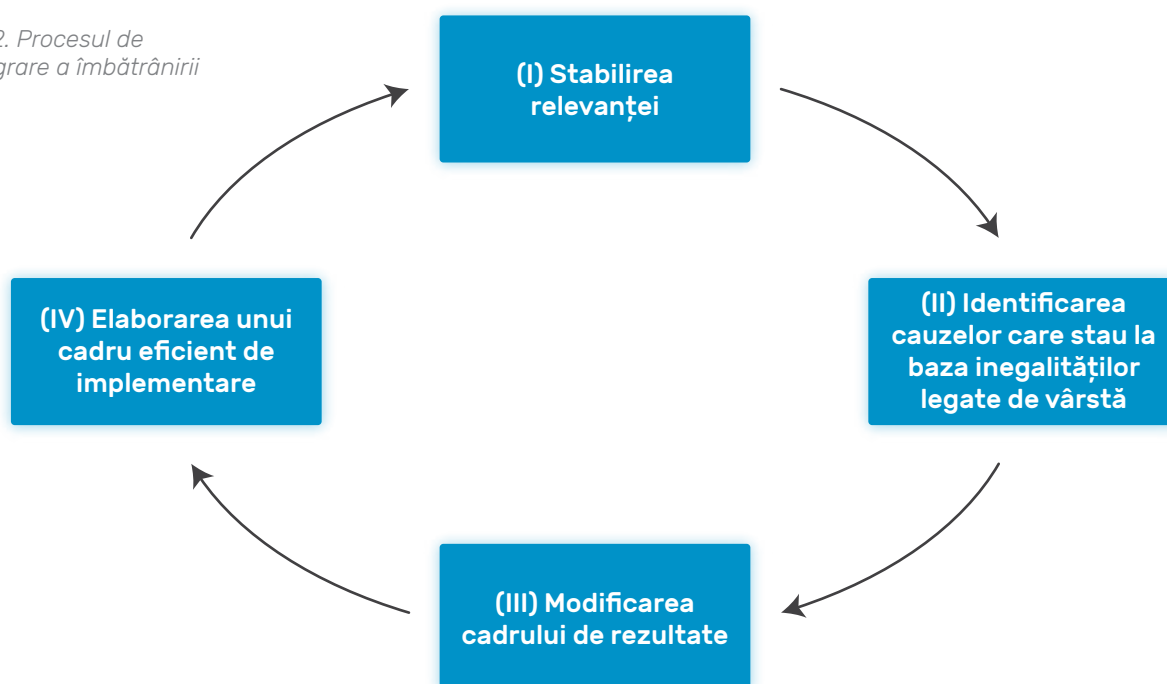 2. Procesul de
grare a îmbătrânirii
(I) Stabilirea
relevanței
(II) Identificarea
cauzelor care stau la
baza inegalităților
legate de vârstă
(III) Modificarea
cadrului de rezultate
(IV) Elaborarea unui
cadru eficient de
implementare